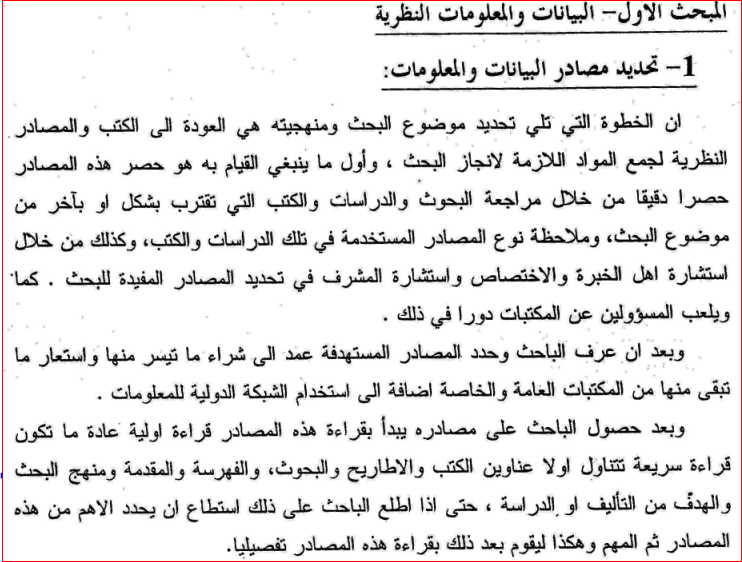 المبحث الاول– البيانات والمعلومات النظرية
1– تحديد مصادر البيانات والمعلومات:
ان الخطوة التي تلي تحديد موضوع البحث ومنهجيته هي العودة الى الكتب والمصادر
النظرية لجمع المواد اللازمة لانجاز البحث ، وأول ما ينبغي القيام به هو حصر هذه المصادر
حصرا دقيقا من خلال مراجعة البحوث والدراسات والكتب التي تقترب بشكل او بآخر من
موضوع البحث، وملاحظة نوع المصادر المستخدمة في تلك الدراسات والكتب، وكذلك من خلال
استشارة اهل الخبرة والاختصاص واستشارة المشرف في تحديد المصادر المفيدة للبحث . كما
ويلعب المسؤولين عن المكتبات دورا في ذلك .
وبعد ان عرف الباحث وحدد المصادر المستهدفة عمد الى شراء ما تيسر منها واستعار ما
تبقى منها من المكتبات العامة والخاصة اضافة الى استخدام الشبكة الدولية للمعلومات .
وبعد حصول الباحث على مصادره يبدأ بقراءة هذه المصادر قراءة اولية عادة ما تكون
قراءة سريعة تتناول اولا عناوين الكتب والاطاريح والبحوث، والفهرسة والمقدمة ومنهج البحث
والهدف من التأليف او الدراسة ، حتى اذا اطلع الباحث على ذلك استطاع ان يحدد الاهم من هذه
المصادر ثم المهم وهكذا ليقوم بعد ذلك بقراءة هذه المصادر تفصيليا.